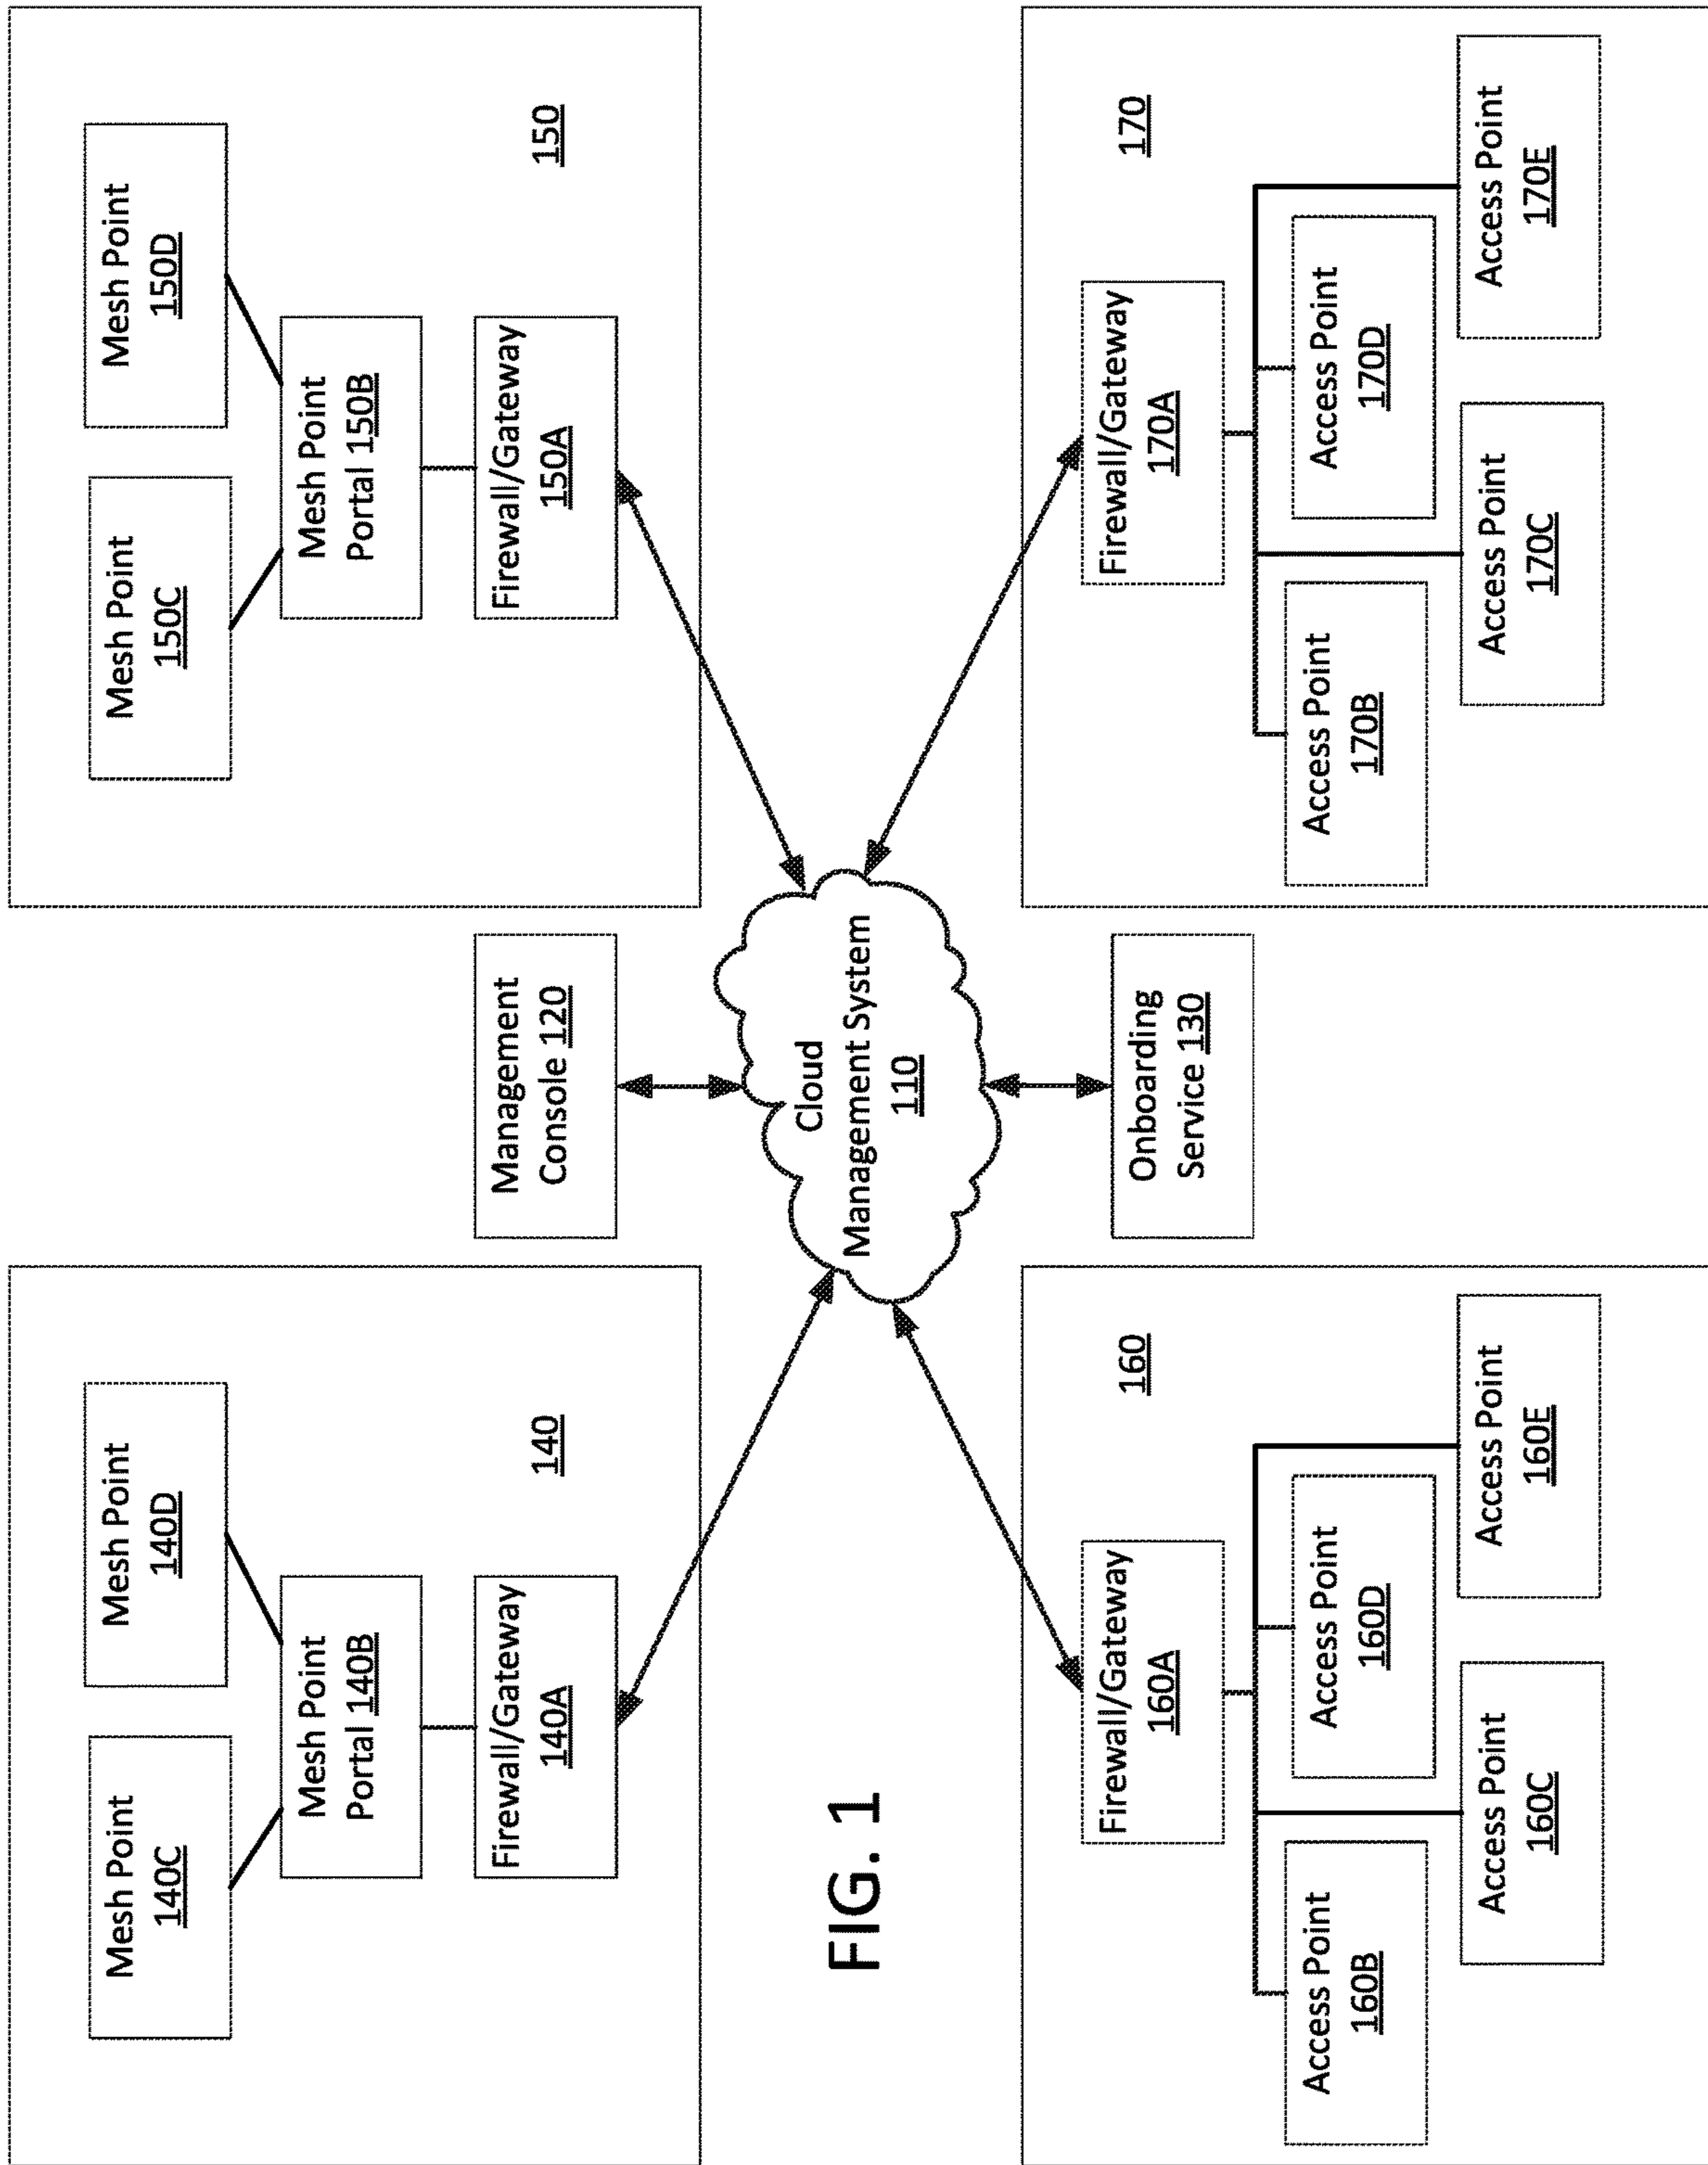 Mesh Point
140C
Mesh Point
140D
Mesh Point
Portal 140B
Firewall/Gateway
140A
140
Management
Console 120
Mesh Point
150C
Mesh Point
150D
Mesh Point
Portal 150B
Firewall/Gateway
150A
150
Cloud
Management System
110
FIG. 1
Firewall/Gateway
160A
160
Access Point
160B
Access Point
160D
Access Point
160C
Access Point
160E
Onboarding
Service 130
Firewall/Gateway
170A
170
Access Point
170B
Access Point
170D
Access Point
170C
Access Point
170E